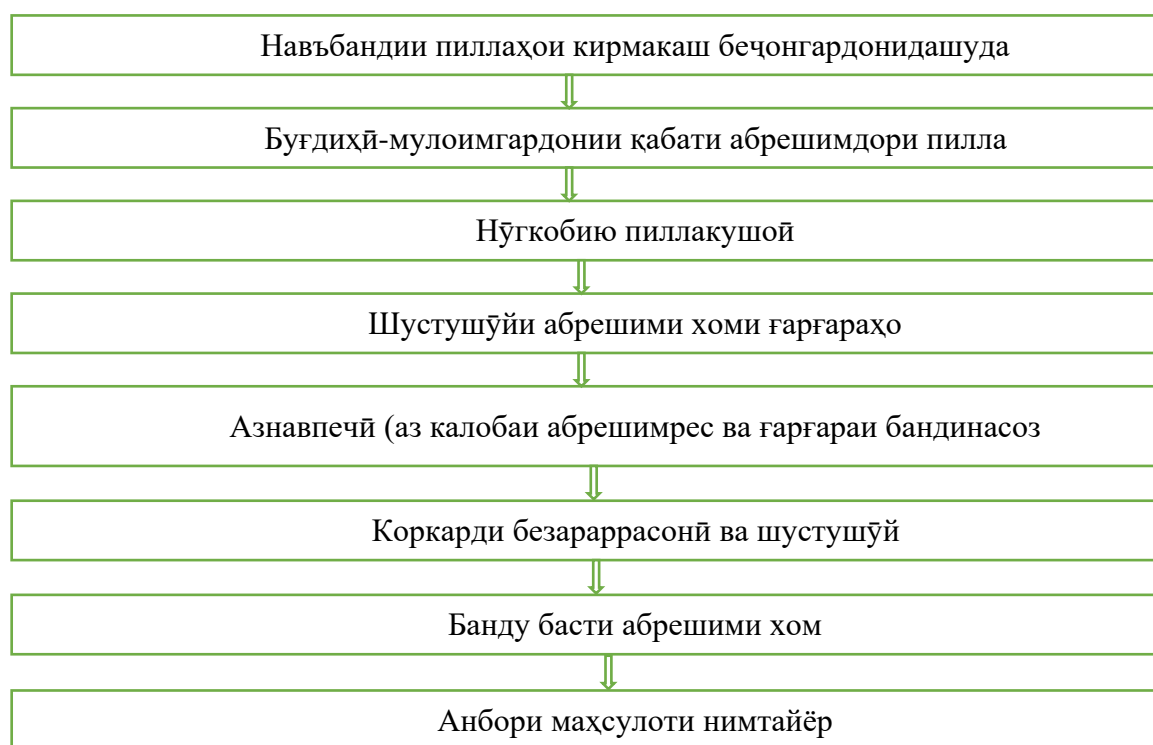 Навъбандии пиллаҳои кирмакаш беҷонгардонидашуда
Буғдиҳӣ-мулоимгардонии қабати абрешимдори пилла
Нӯгкобию пиллакушоӣ
Шустушӯйи абрешими хоми ғарғараҳо
Азнавпечӣ (аз калобаи абрешимрес ва ғарғараи бандинасоз
Коркарди безараррасонӣ ва шустушӯй
Банду басти абрешими хом
Анбори маҳсулоти нимтайёр